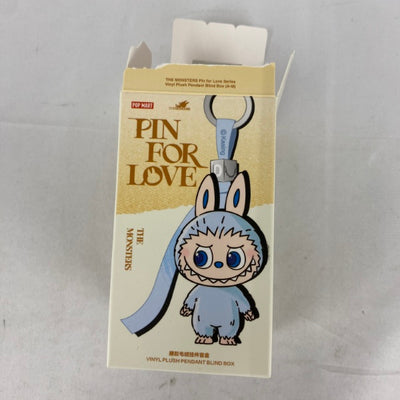 THE MONSTERS Pin for Love Series
Vinyl Plush Pendant Blind Box (A-M)
POP MART
PIN
FOR
LOVE
THE
MONSTERS
VINYL PLUSH PENDANT BLIND BOX